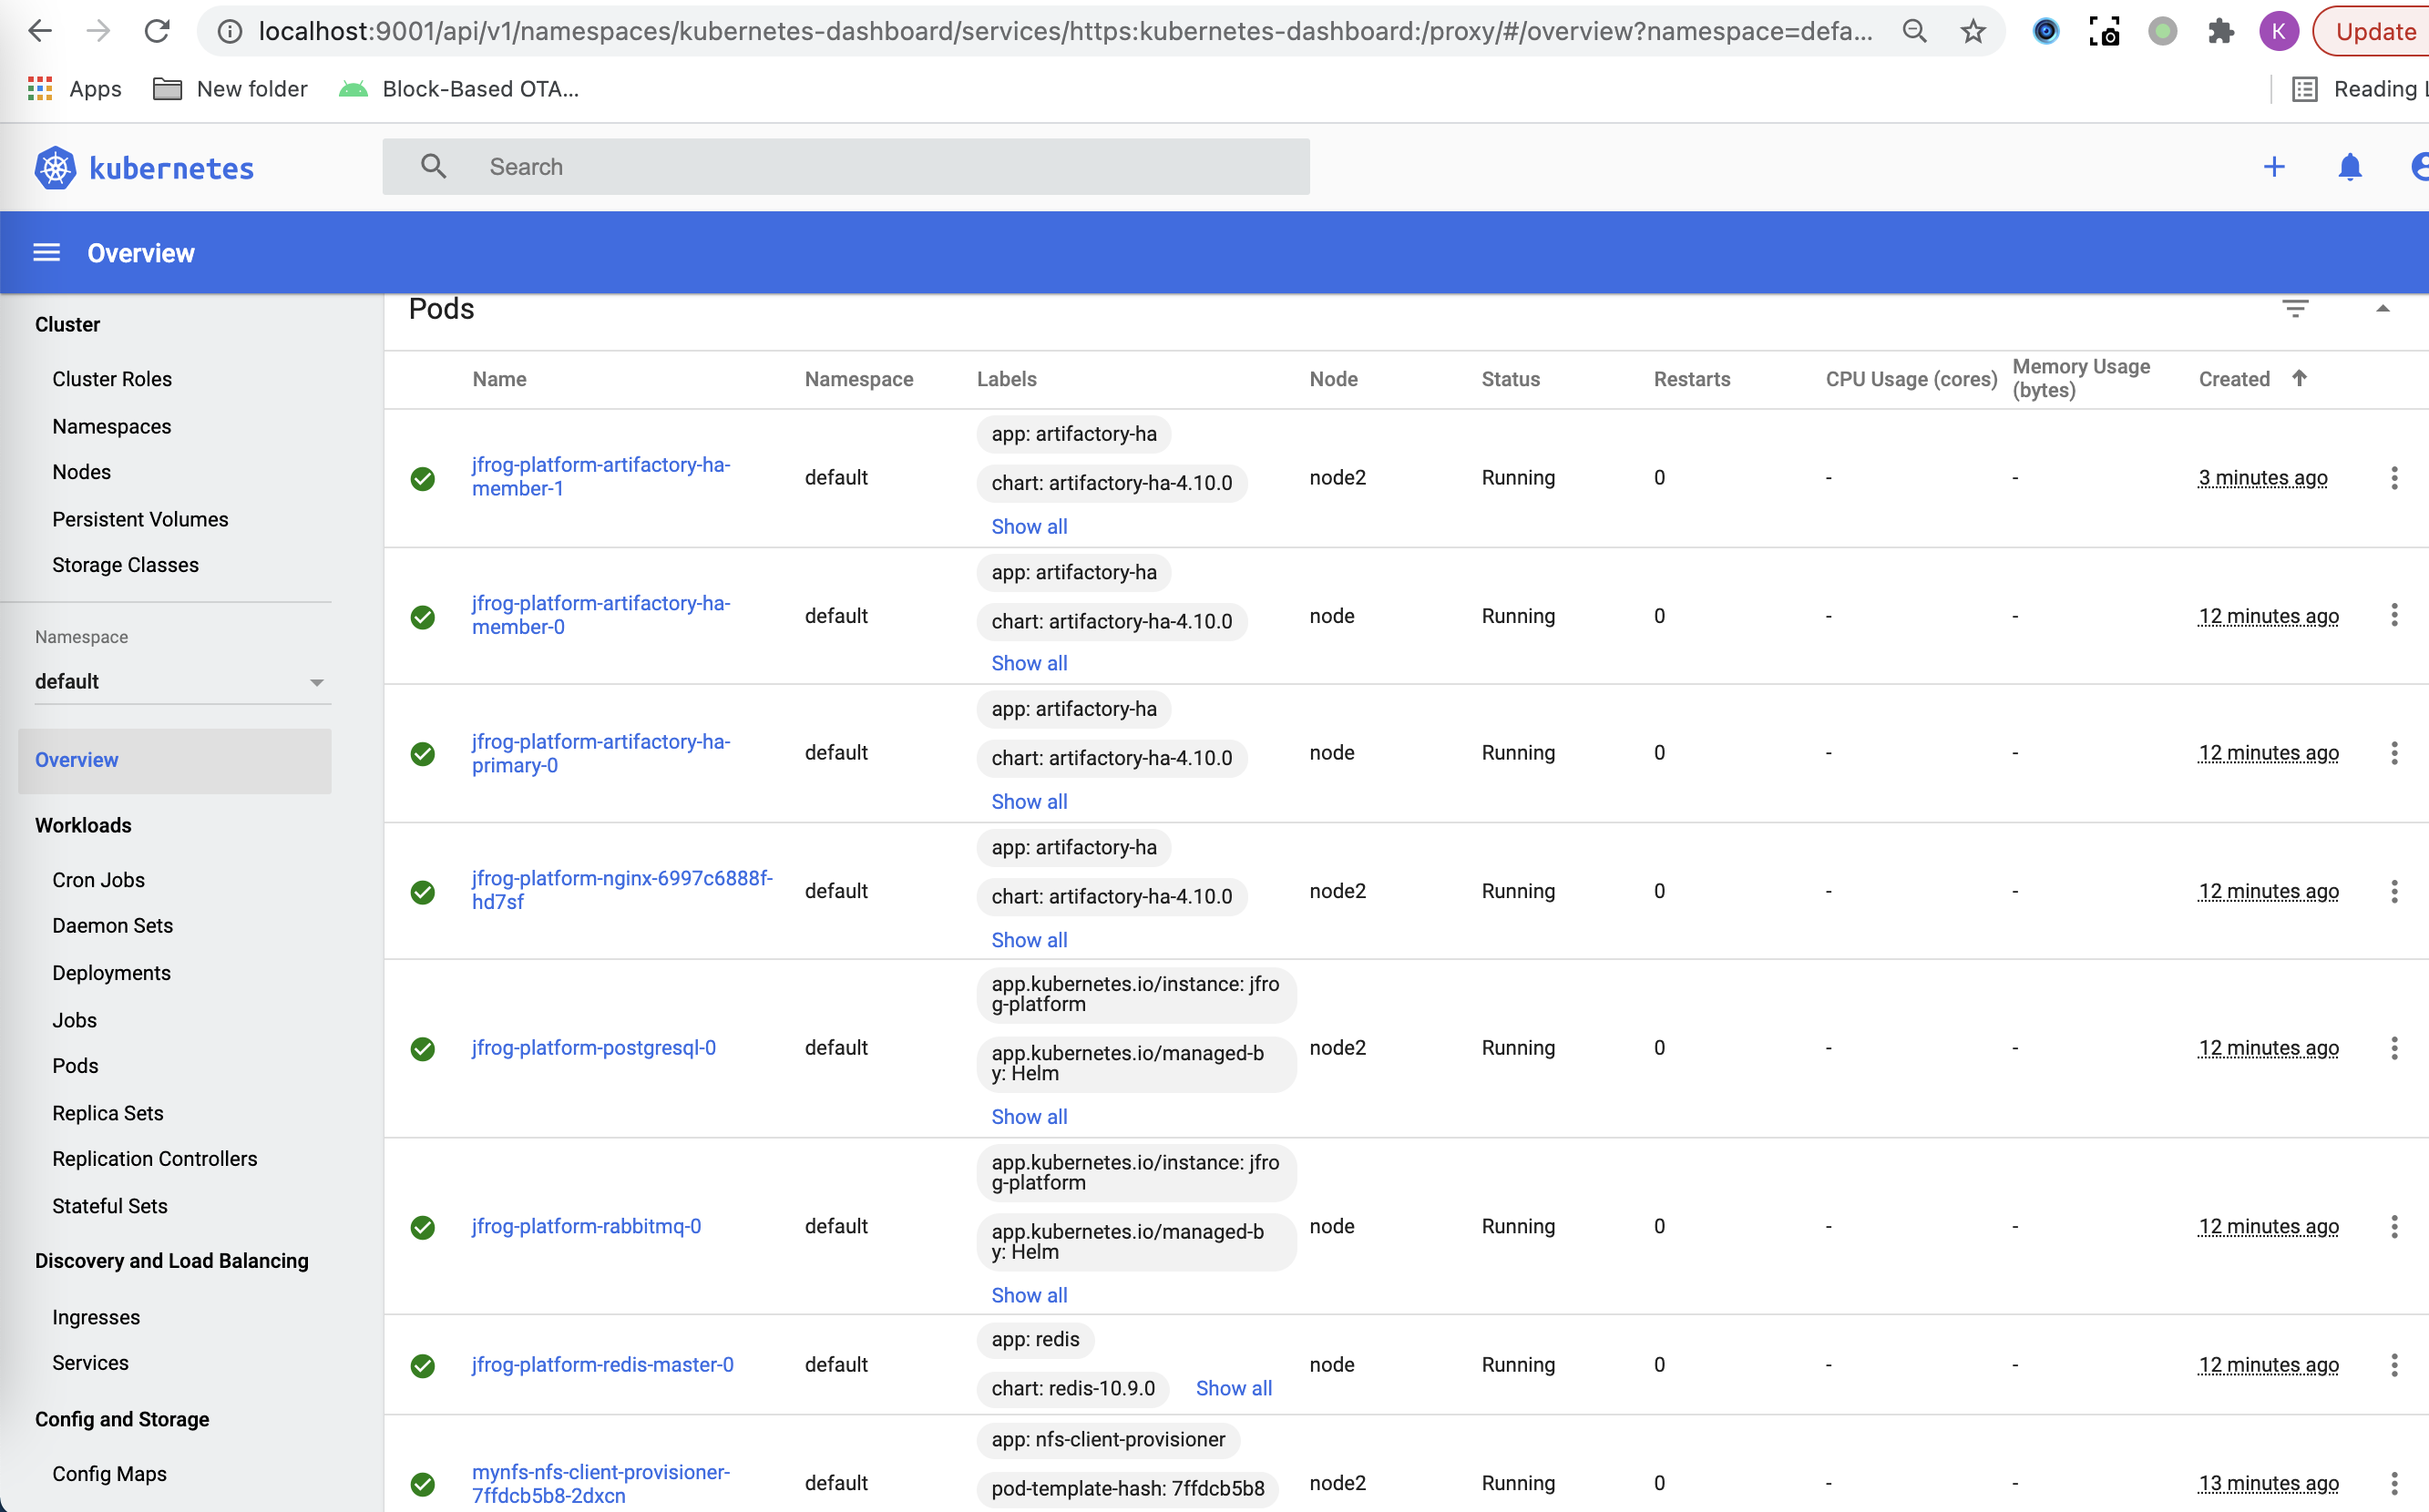 localhost:9001/api/v1/namespaces/kubernetes-dashboard/services/https:kubernetes-dashboard:/proxy/#/overview?namespace=defa...
K
Update
Apps
New folder
Block-Based OTA...
Reading
kubernetes
Search
Overview
Cluster
Cluster Roles
Namespaces
Nodes
Persistent Volumes
Storage Classes
Namespace
default
Overview
Workloads
Cron Jobs
Daemon Sets
Deployments
Jobs
Pods
Replica Sets
Replication Controllers
Stateful Sets
Discovery and Load Balancing
Ingresses
Services
Config and Storage
Config Maps
Pods
Name
Namespace
Labels
Node
Status
Restarts
CPU Usage (cores)
Memory Usage
(bytes)
Created
jfrog-platform-artifactory-ha-
member-1
default
app: artifactory-ha
chart: artifactory-ha-4.10.0
Show all
node2
Running
0
-
-
3 minutes ago
jfrog-platform-artifactory-ha-
member-0
default
app: artifactory-ha
chart: artifactory-ha-4.10.0
Show all
node
Running
0
-
-
12 minutes ago
jfrog-platform-artifactory-ha-
primary-0
default
app: artifactory-ha
chart: artifactory-ha-4.10.0
Show all
node
Running
0
-
-
12 minutes ago
jfrog-platform-nginx-6997c6888f-
hd7sf
default
app: artifactory-ha
chart: artifactory-ha-4.10.0
Show all
node2
Running
0
-
-
12 minutes ago
jfrog-platform-postgresql-0
default
app.kubernetes.io/instance: jfro
g-platform
app.kubernetes.io/managed-b
y: Helm
Show all
node2
Running
0
-
-
12 minutes ago
jfrog-platform-rabbitmq-0
default
app.kubernetes.io/instance: jfro
g-platform
app.kubernetes.io/managed-b
y: Helm
Show all
node
Running
0
-
-
12 minutes ago
jfrog-platform-redis-master-0
default
app: redis
chart: redis-10.9.0
Show all
node
Running
0
-
-
12 minutes ago
mynfs-nfs-client-provisioner-
7ffdcb5b8-2dxcn
default
app: nfs-client-provisioner
pod-template-hash: 7ffdcb5b8
node2
Running
0
-
-
13 minutes ago